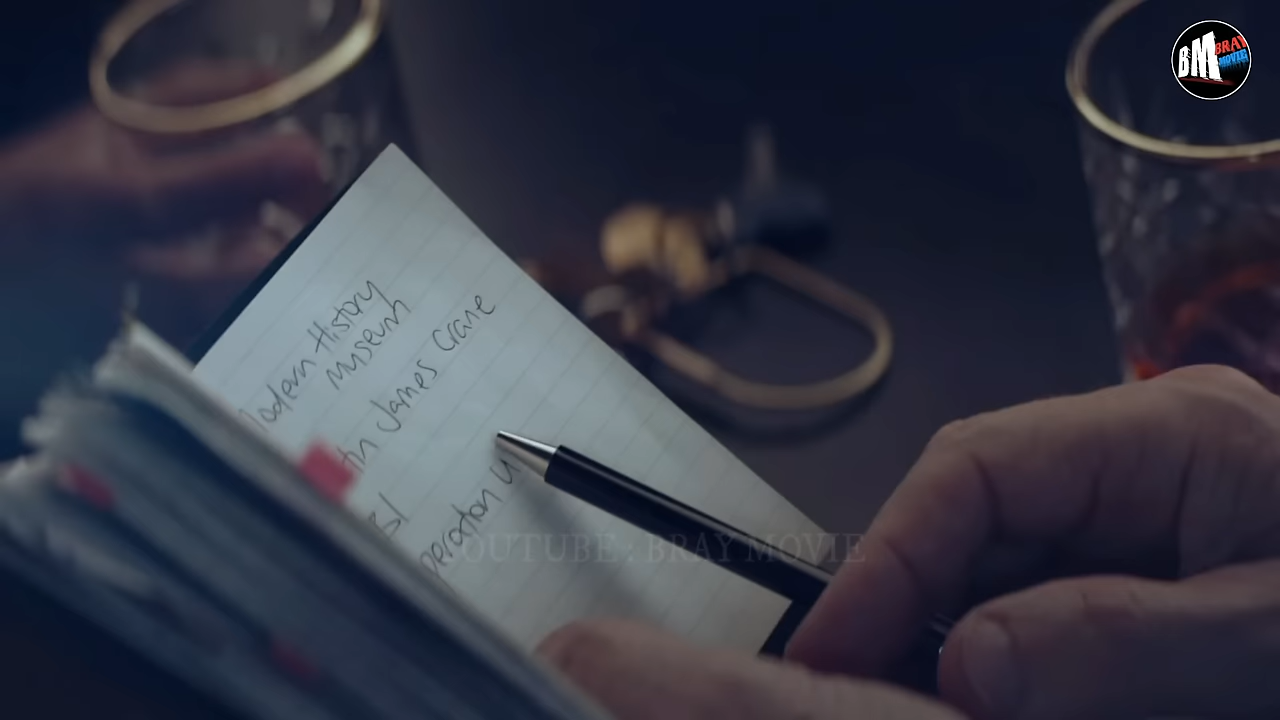 Modern History
Museum
James Crane
Operation
YOUTUBE : BRAY MOVIE
BM BRAY
MOVIE